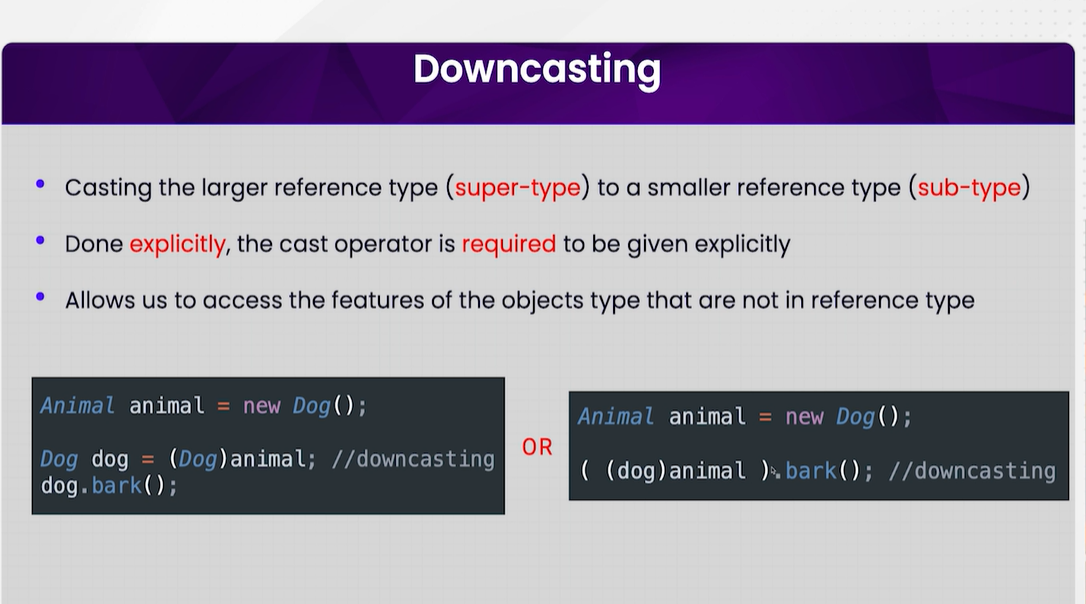 Downcasting
• Casting the larger reference type (super-type) to a smaller reference type (sub-type)
• Done explicitly, the cast operator is required to be given explicitly
• Allows us to access the features of the objects type that are not in reference type
Animal animal = new Dog();
Dog dog = (Dog)animal; //downcasting
dog.bark();
OR
Animal animal = new Dog();
( (dog)animal ).bark(); //downcasting